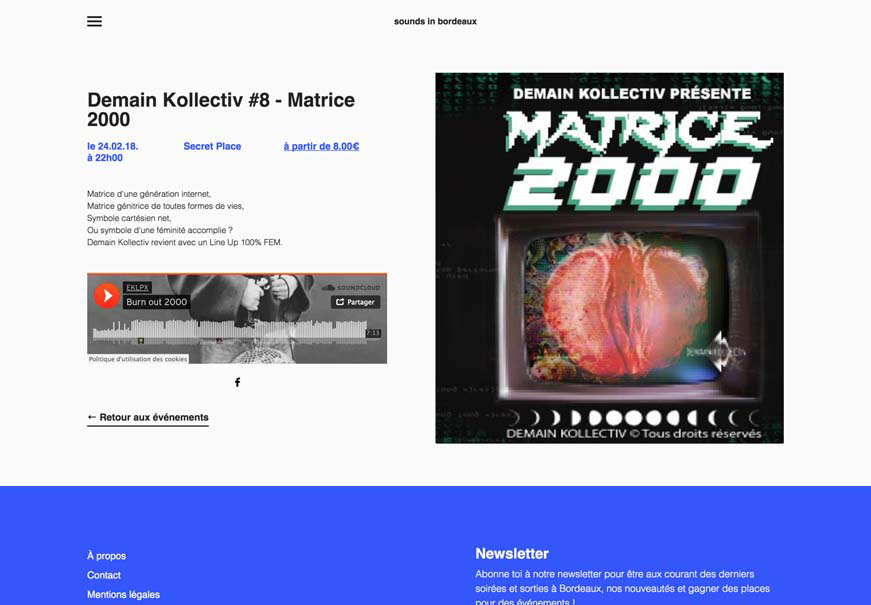 sounds in bordeaux
Demain Kollectiv #8 - Matrice
2000
le 24.02.18.
à 22h00
Secret Place
à partir de 8.00€
Matrice d'une génération internet,
Matrice génitrice de toutes formes de vies,
Symbole cartésien net,
Ou symbole d'une féminité accomplie ?
Demain Kollectiv revient avec un Line Up 100% FEM.
EKLPX
Burn out 2000
SOUNDCLOUD
Partager
7:13
Politique d'utilisation des cookies
← Retour aux événements
DEMAIN KOLLECTIV PRÉSENTE
MATRICE
2000
DEMAIN KOLLECTIV © Tous droits réservés
À propos
Contact
Mentions légales
Newsletter
Abonne toi à notre newsletter pour être aux courant des derniers
soirées et sorties à Bordeaux, nos nouveautés et gagner des places
pour des événements !